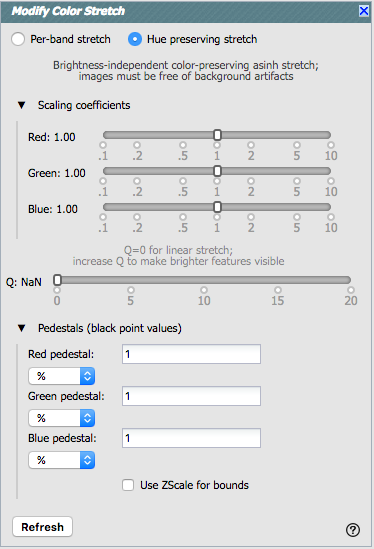 Modify Color Stretch
Per-band stretch Hue preserving stretch
Brightness-independent color-preserving asinh stretch;
images must be free of background artifacts
Scaling coefficients
Red: 1.00
.1 .2 .5 1 2 5 10
Green: 1.00
.1 .2 .5 1 2 5 10
Blue: 1.00
.1 .2 .5 1 2 5 10
Q=0 for linear stretch;
increase Q to make brighter features visible
Q: NaN
0 5 10 15 20
Pedestals (black point values)
Red pedestal: 1
%
Green pedestal: 1
%
Blue pedestal: 1
%
Use ZScale for bounds
Refresh ?